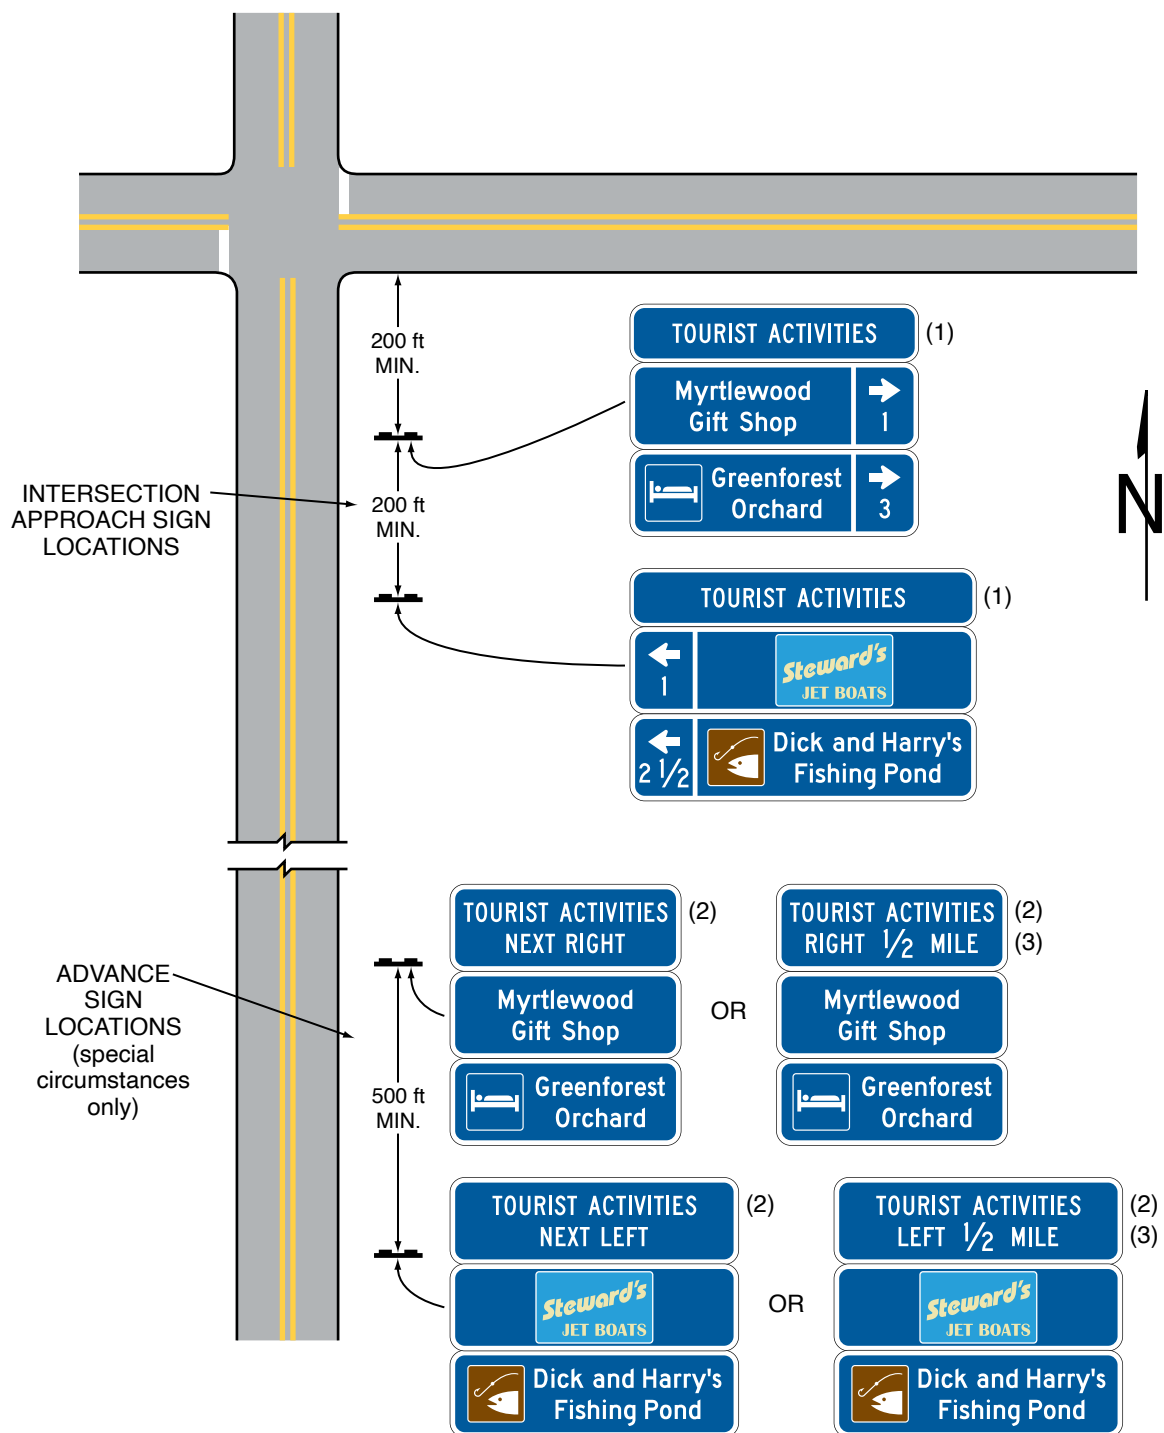 200 ft
MIN.
TOURIST ACTIVITIES (1)
Myrtlewood
Gift Shop
1
Greenforest
Orchard
3
N
INTERSECTION
APPROACH SIGN
LOCATIONS
200 ft
MIN.
TOURIST ACTIVITIES (1)
1
Steward's
JET BOATS
2 1/2
Dick and Harry's
Fishing Pond
ADVANCE
SIGN
LOCATIONS
(special
circumstances
only)
TOURIST ACTIVITIES (2)
NEXT RIGHT
Myrtlewood
Gift Shop
Greenforest
Orchard
OR
TOURIST ACTIVITIES (2)
RIGHT 1/2 MILE (3)
Myrtlewood
Gift Shop
Greenforest
Orchard
500 ft
MIN.
TOURIST ACTIVITIES (2)
NEXT LEFT
Steward's
JET BOATS
Dick and Harry's
Fishing Pond
OR
TOURIST ACTIVITIES (2)
LEFT 1/2 MILE (3)
Steward's
JET BOATS
Dick and Harry's
Fishing Pond